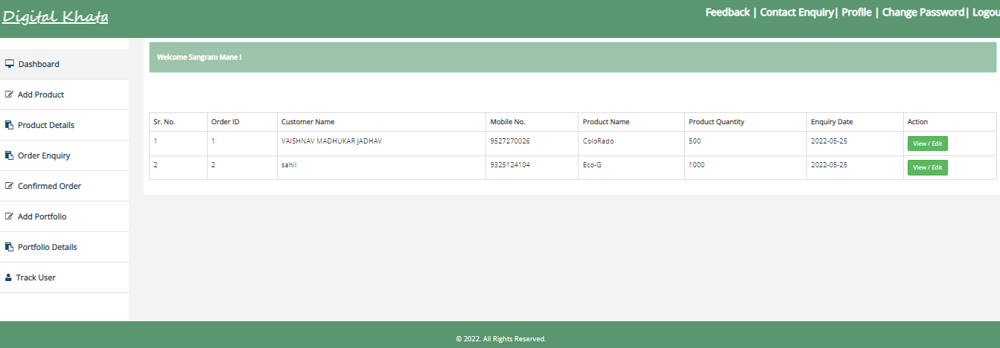 Digital Khata
Feedback | Contact Enquiry| Profile | Change Password| Logou
Dashboard
Add Product
Product Details
Order Enquiry
Confirmed Order
Add Portfolio
Portfolio Details
Track User
Welcome Sangram Mane !
Sr. No. Order ID Customer Name Mobile No. Product Name Product Quantity Enquiry Date Action
1 1 VAISHNAV MADHUKAR JADHAV 9527270026 ColoRado 500 2022-05-25 View / Edit
2 2 sahil 9325124104 Eco-G 1000 2022-05-25 View / Edit
© 2022. All Rights Reserved.